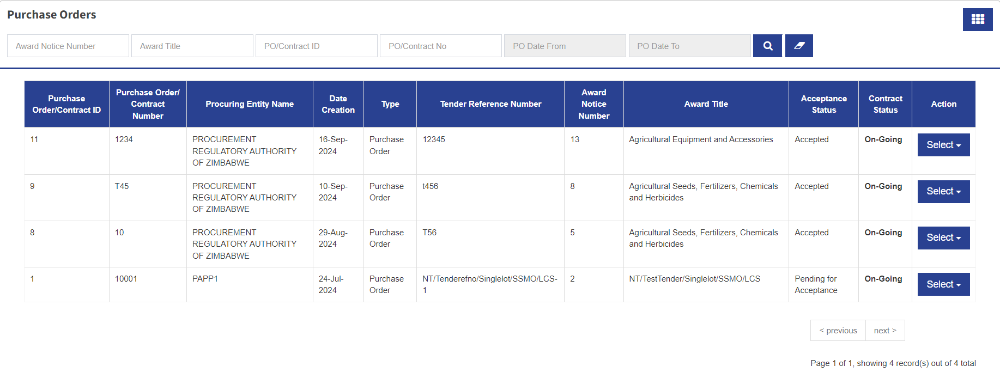 Purchase Orders
Award Notice Number
Award Title
PO/Contract ID
PO/Contract No
PO Date From
PO Date To
Purchase
Order/Contract ID
Purchase Order/
Contract
Number
Procuring Entity Name
Date
Creation
Type
Tender Reference Number
Award
Notice
Number
Award Title
Acceptance
Status
Contract
Status
Action
11
1234
PROCUREMENT
REGULATORY AUTHORITY
OF ZIMBABWE
16-Sep-
2024
Purchase
Order
12345
13
Agricultural Equipment and Accessories
Accepted
On-Going
Select
9
T45
PROCUREMENT
REGULATORY AUTHORITY
OF ZIMBABWE
10-Sep-
2024
Purchase
Order
t456
8
Agricultural Seeds, Fertilizers, Chemicals
and Herbicides
Accepted
On-Going
Select
8
10
PROCUREMENT
REGULATORY AUTHORITY
OF ZIMBABWE
29-Aug-
2024
Purchase
Order
T56
5
Agricultural Seeds, Fertilizers, Chemicals
and Herbicides
Accepted
On-Going
Select
1
10001
PAPP1
24-Jul-
2024
Purchase
Order
NT/Tenderefno/Singlelot/SSMO/LCS-
1
2
NT/TestTender/Singlelot/SSMO/LCS
Pending for
Acceptance
On-Going
Select
< previous
next >
Page 1 of 1, showing 4 record(s) out of 4 total